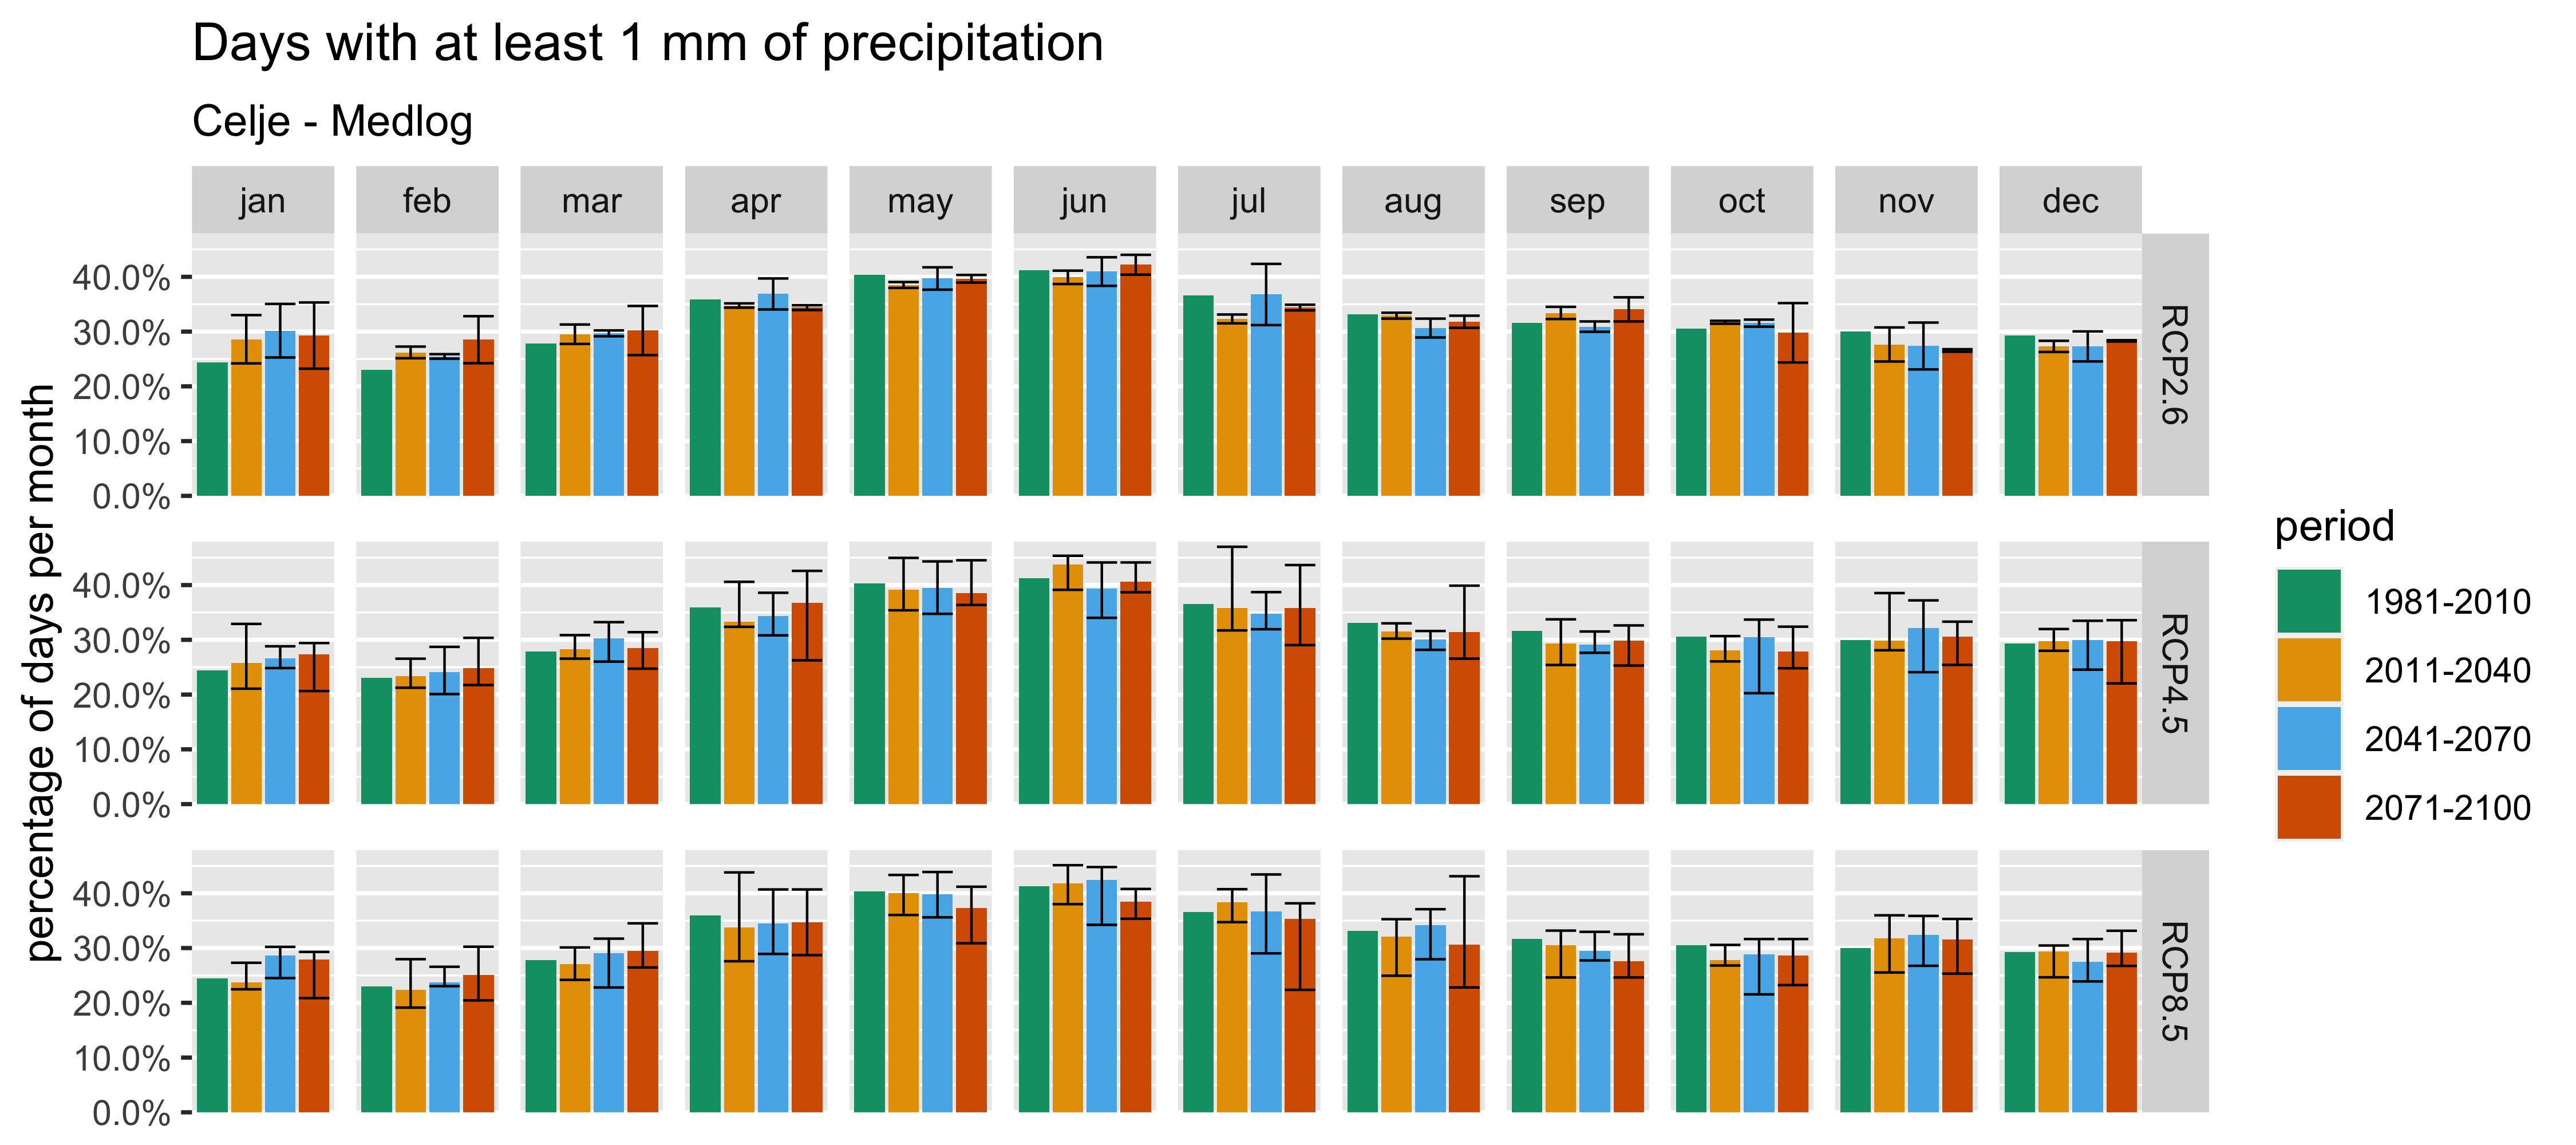 Days with at least 1 mm of precipitation
Celje - Medlog
jan feb mar apr may jun jul aug sep oct nov dec
percentage of days per month
40.0%
30.0%
20.0%
10.0%
0.0%
RCP2.6
40.0%
30.0%
20.0%
10.0%
0.0%
RCP4.5
40.0%
30.0%
20.0%
10.0%
0.0%
RCP8.5
period
1981-2010
2011-2040
2041-2070
2071-2100